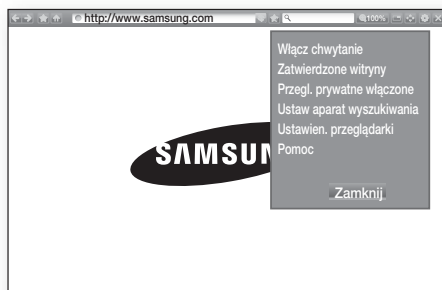 http://www.samsung.com
100%
Włącz chwytanie
Zatwierdzone witryny
Przegl. prywatne włączone
Ustaw aparat wyszukiwania
Ustawien. przeglądarki
Pomoc
SAMSUN
Zamknij